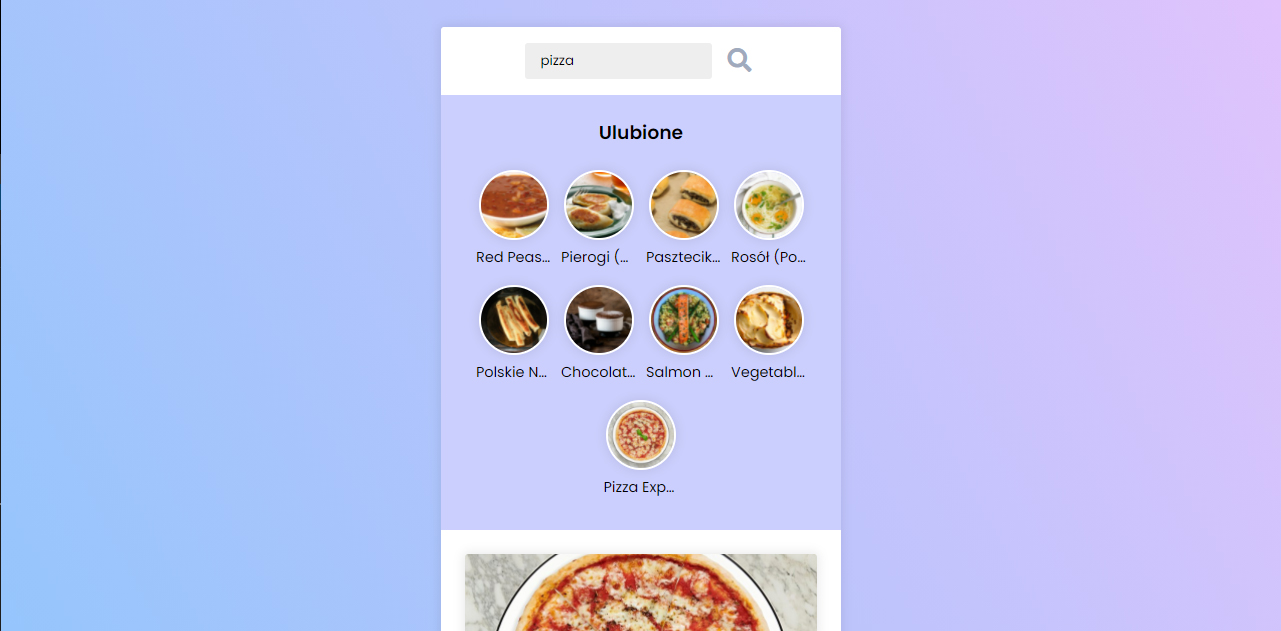 pizza
Ulubione
Red Peas... Pierogi (... Pasztecik... Rosół (Po...
Polskie N... Chocolat... Salmon ... Vegetabl...
Pizza Exp...